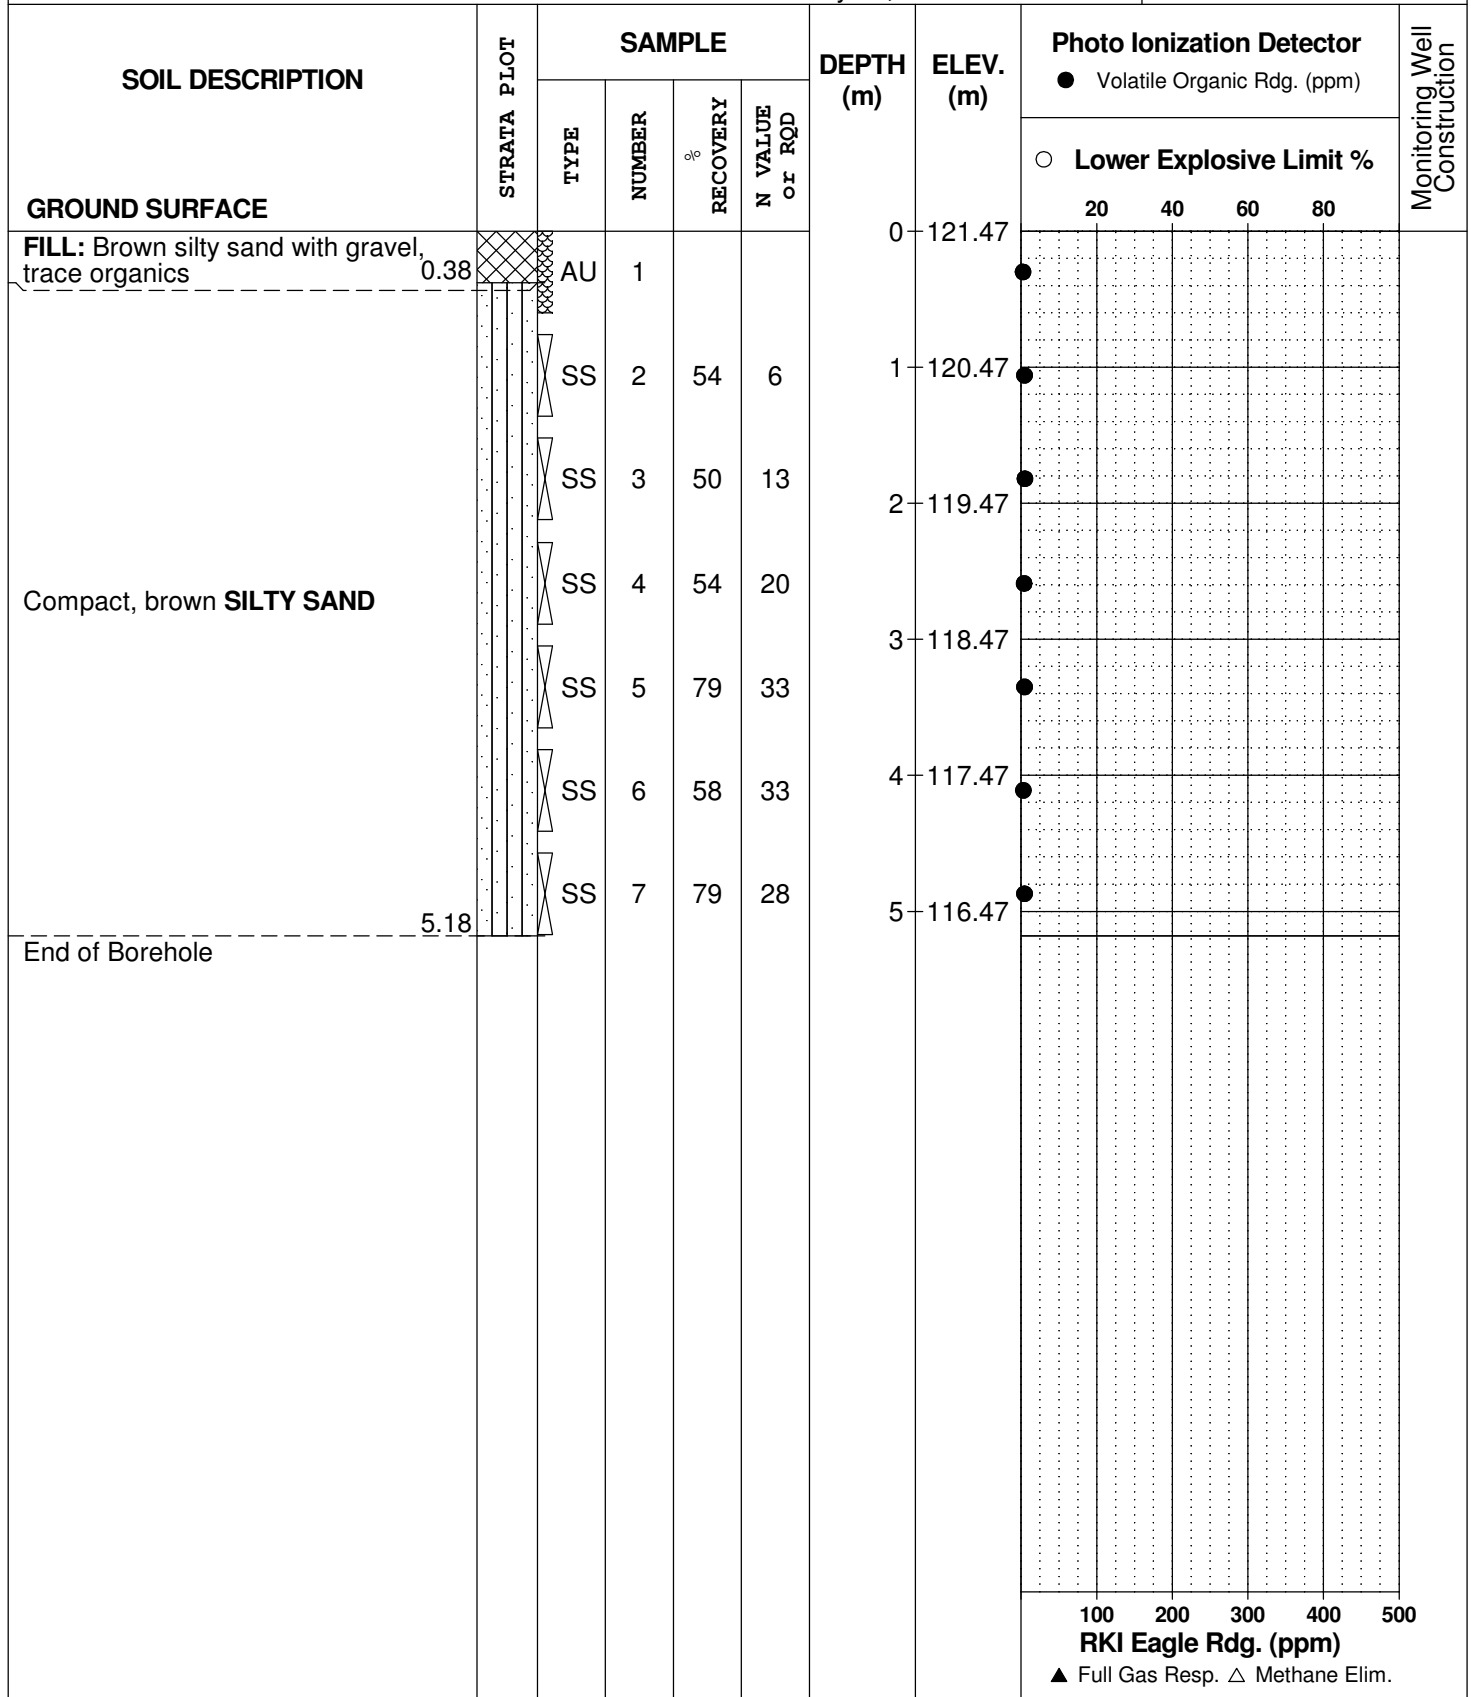 SOIL DESCRIPTION
GROUND SURFACE
STRATA PLOT
SAMPLE
TYPE
NUMBER
%
RECOVERY
N VALUE
or RQD
DEPTH
(m)
ELEV.
(m)
Photo Ionization Detector
● Volatile Organic Rdg. (ppm)
○ Lower Explosive Limit %
20 40 60 80
Monitoring Well
Construction
0 121.47
FILL: Brown silty sand with gravel,
trace organics 0.38
AU 1
SS 2 54 6
1 120.47
SS 3 50 13
2 119.47
SS 4 54 20
Compact, brown SILTY SAND
3 118.47
SS 5 79 33
4 117.47
SS 6 58 33
SS 7 79 28
5 116.47
5.18
End of Borehole
100 200 300 400 500
RKI Eagle Rdg. (ppm)
▲ Full Gas Resp. △ Methane Elim.